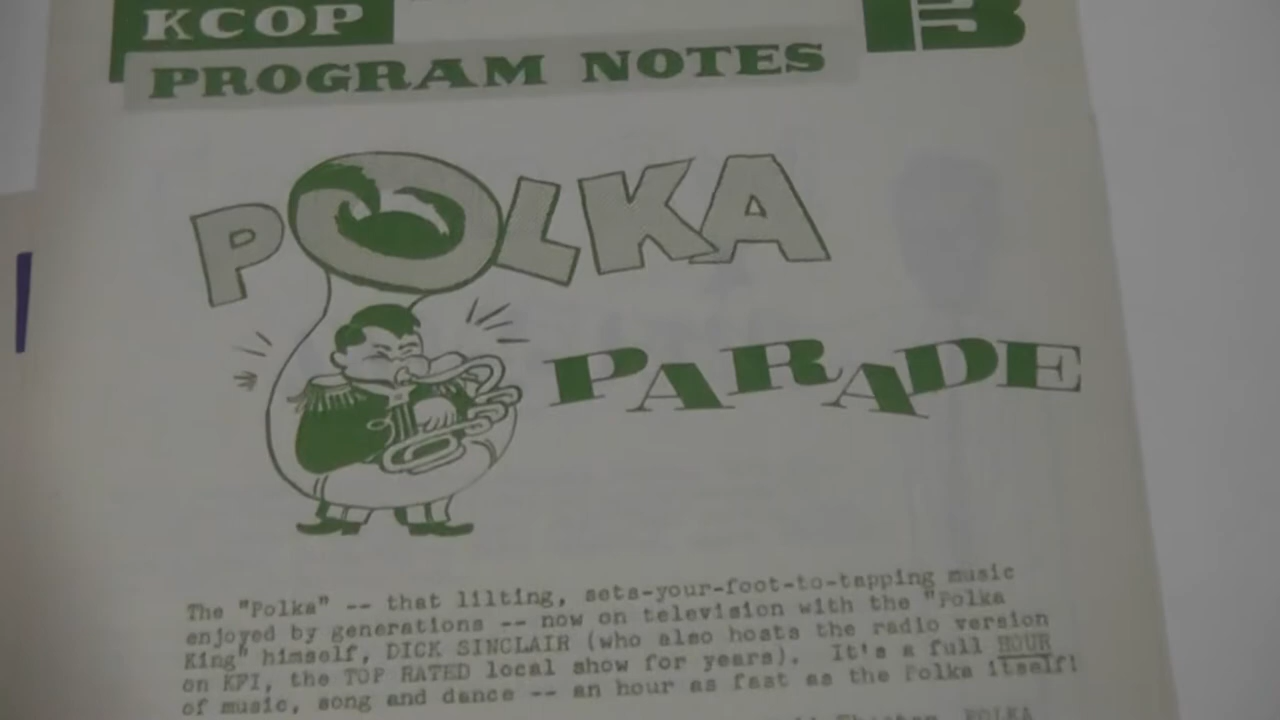 KCOP
13
PROGRAM NOTES
POLKA
PARADE
The "Polka" -- that lilting, sets-your-foot-to-tapping music
enjoyed by generations -- now on television with the "Polka
King" himself, DICK SINCLAIR (who also hosts the radio version
on KFI, the TOP RATED local show for years). It's a full HOUR
of music, song and dance -- an hour as fast as the Polka itself!
Theater, POLKA